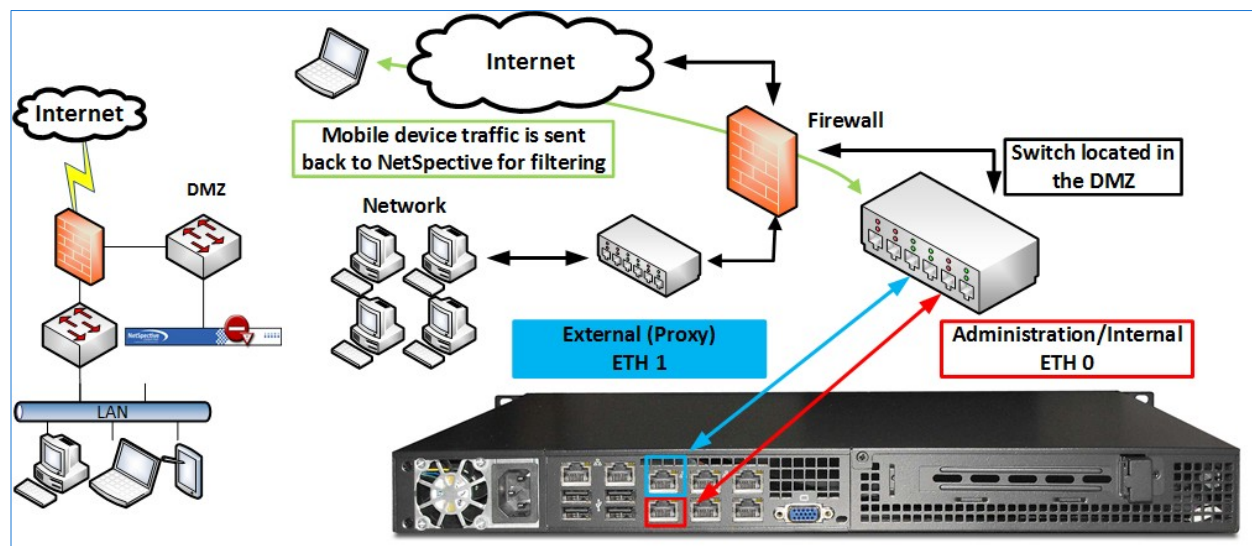 Internet
Internet
Mobile device traffic is sent
back to NetSpective for filtering
Firewall
Switch located in
the DMZ
DMZ
Network
NetSpective
External (Proxy)
ETH 1
Administration/Internal
ETH 0
LAN